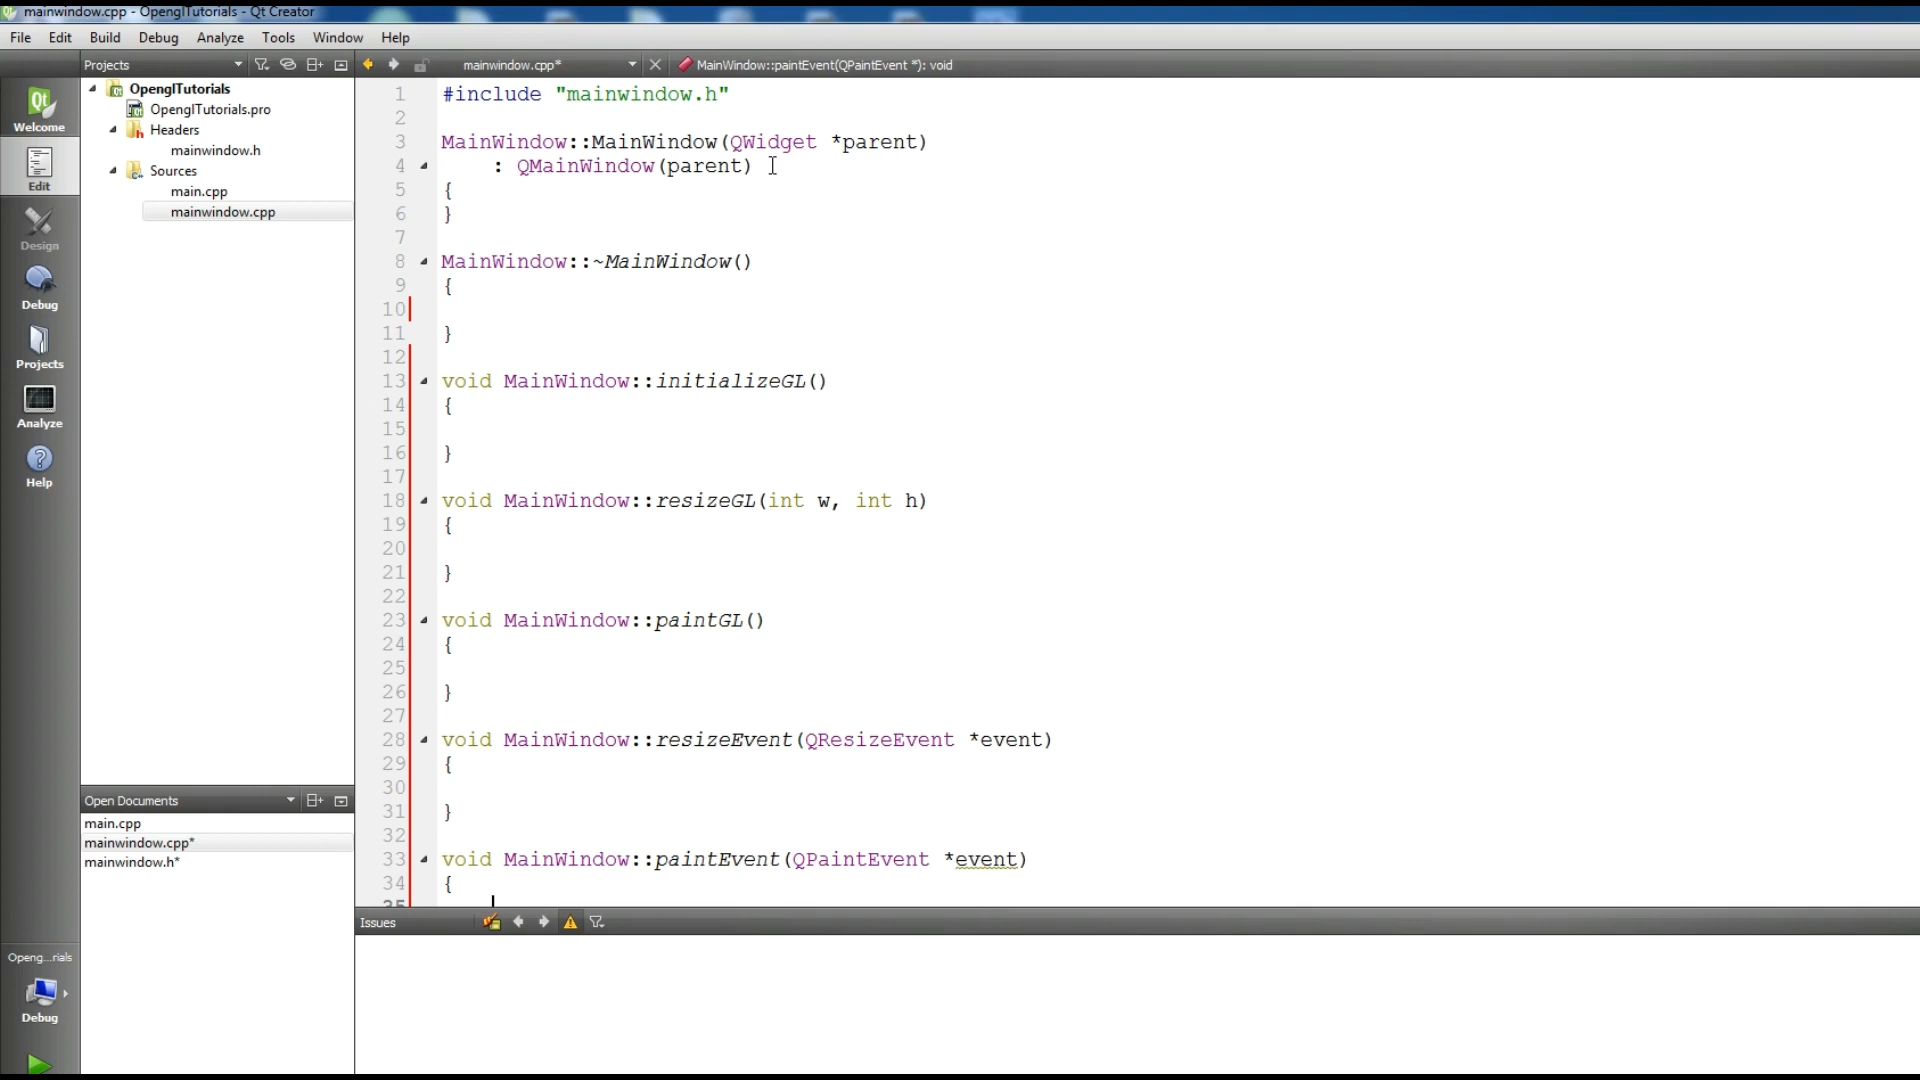 mainwindow.cpp - OpenglTutorials - Qt Creator
File Edit Build Debug Analyze Tools Window Help
Projects mainwindow.cpp* MainWindow::paintEvent(QPaintEvent *): void
Welcome
Edit
Design
Debug
Projects
Analyze
Help
Openg...rials
Debug
OpenglTutorials
OpenglTutorials.pro
Headers
mainwindow.h
Sources
main.cpp
mainwindow.cpp
Open Documents
main.cpp
mainwindow.cpp*
mainwindow.h*
1 #include "mainwindow.h"
2
3 MainWindow::MainWindow(QWidget *parent)
4 : QMainWindow(parent)
5 {
6 }
7
8 MainWindow::~MainWindow()
9 {
10
11 }
12
13 void MainWindow::initializeGL()
14 {
15
16 }
17
18 void MainWindow::resizeGL(int w, int h)
19 {
20
21 }
22
23 void MainWindow::paintGL()
24 {
25
26 }
27
28 void MainWindow::resizeEvent(QResizeEvent *event)
29 {
30
31 }
32
33 void MainWindow::paintEvent(QPaintEvent *event)
34 {
35
Issues